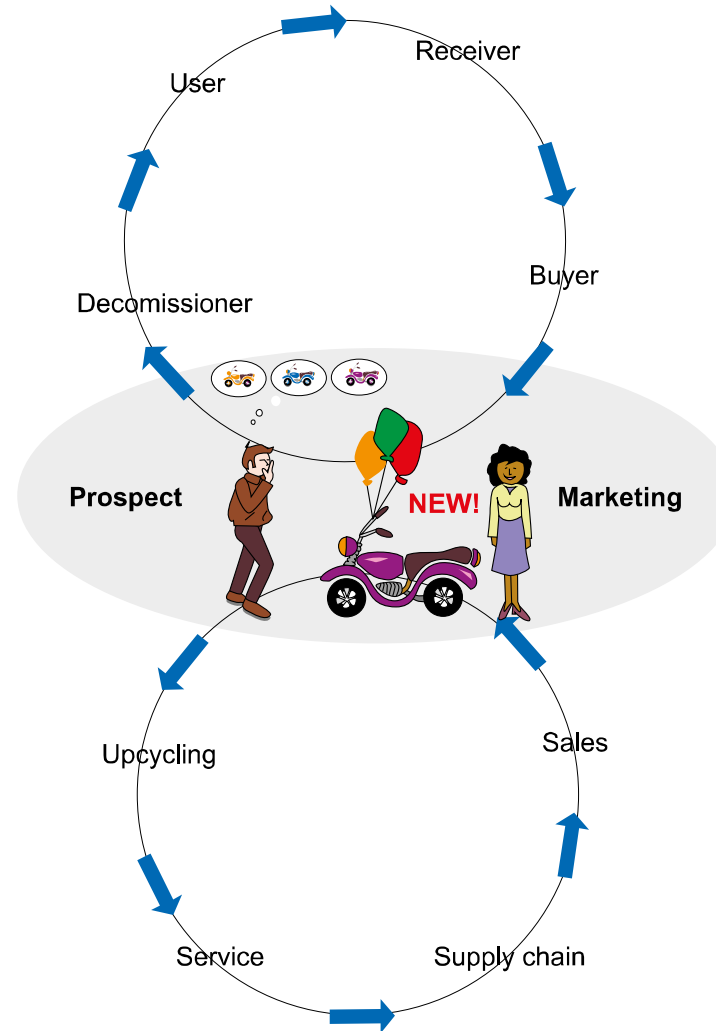 Receiver
User
Buyer
Decomissioner
Prospect
NEW!
Marketing
Sales
Upcycling
Service
Supply chain